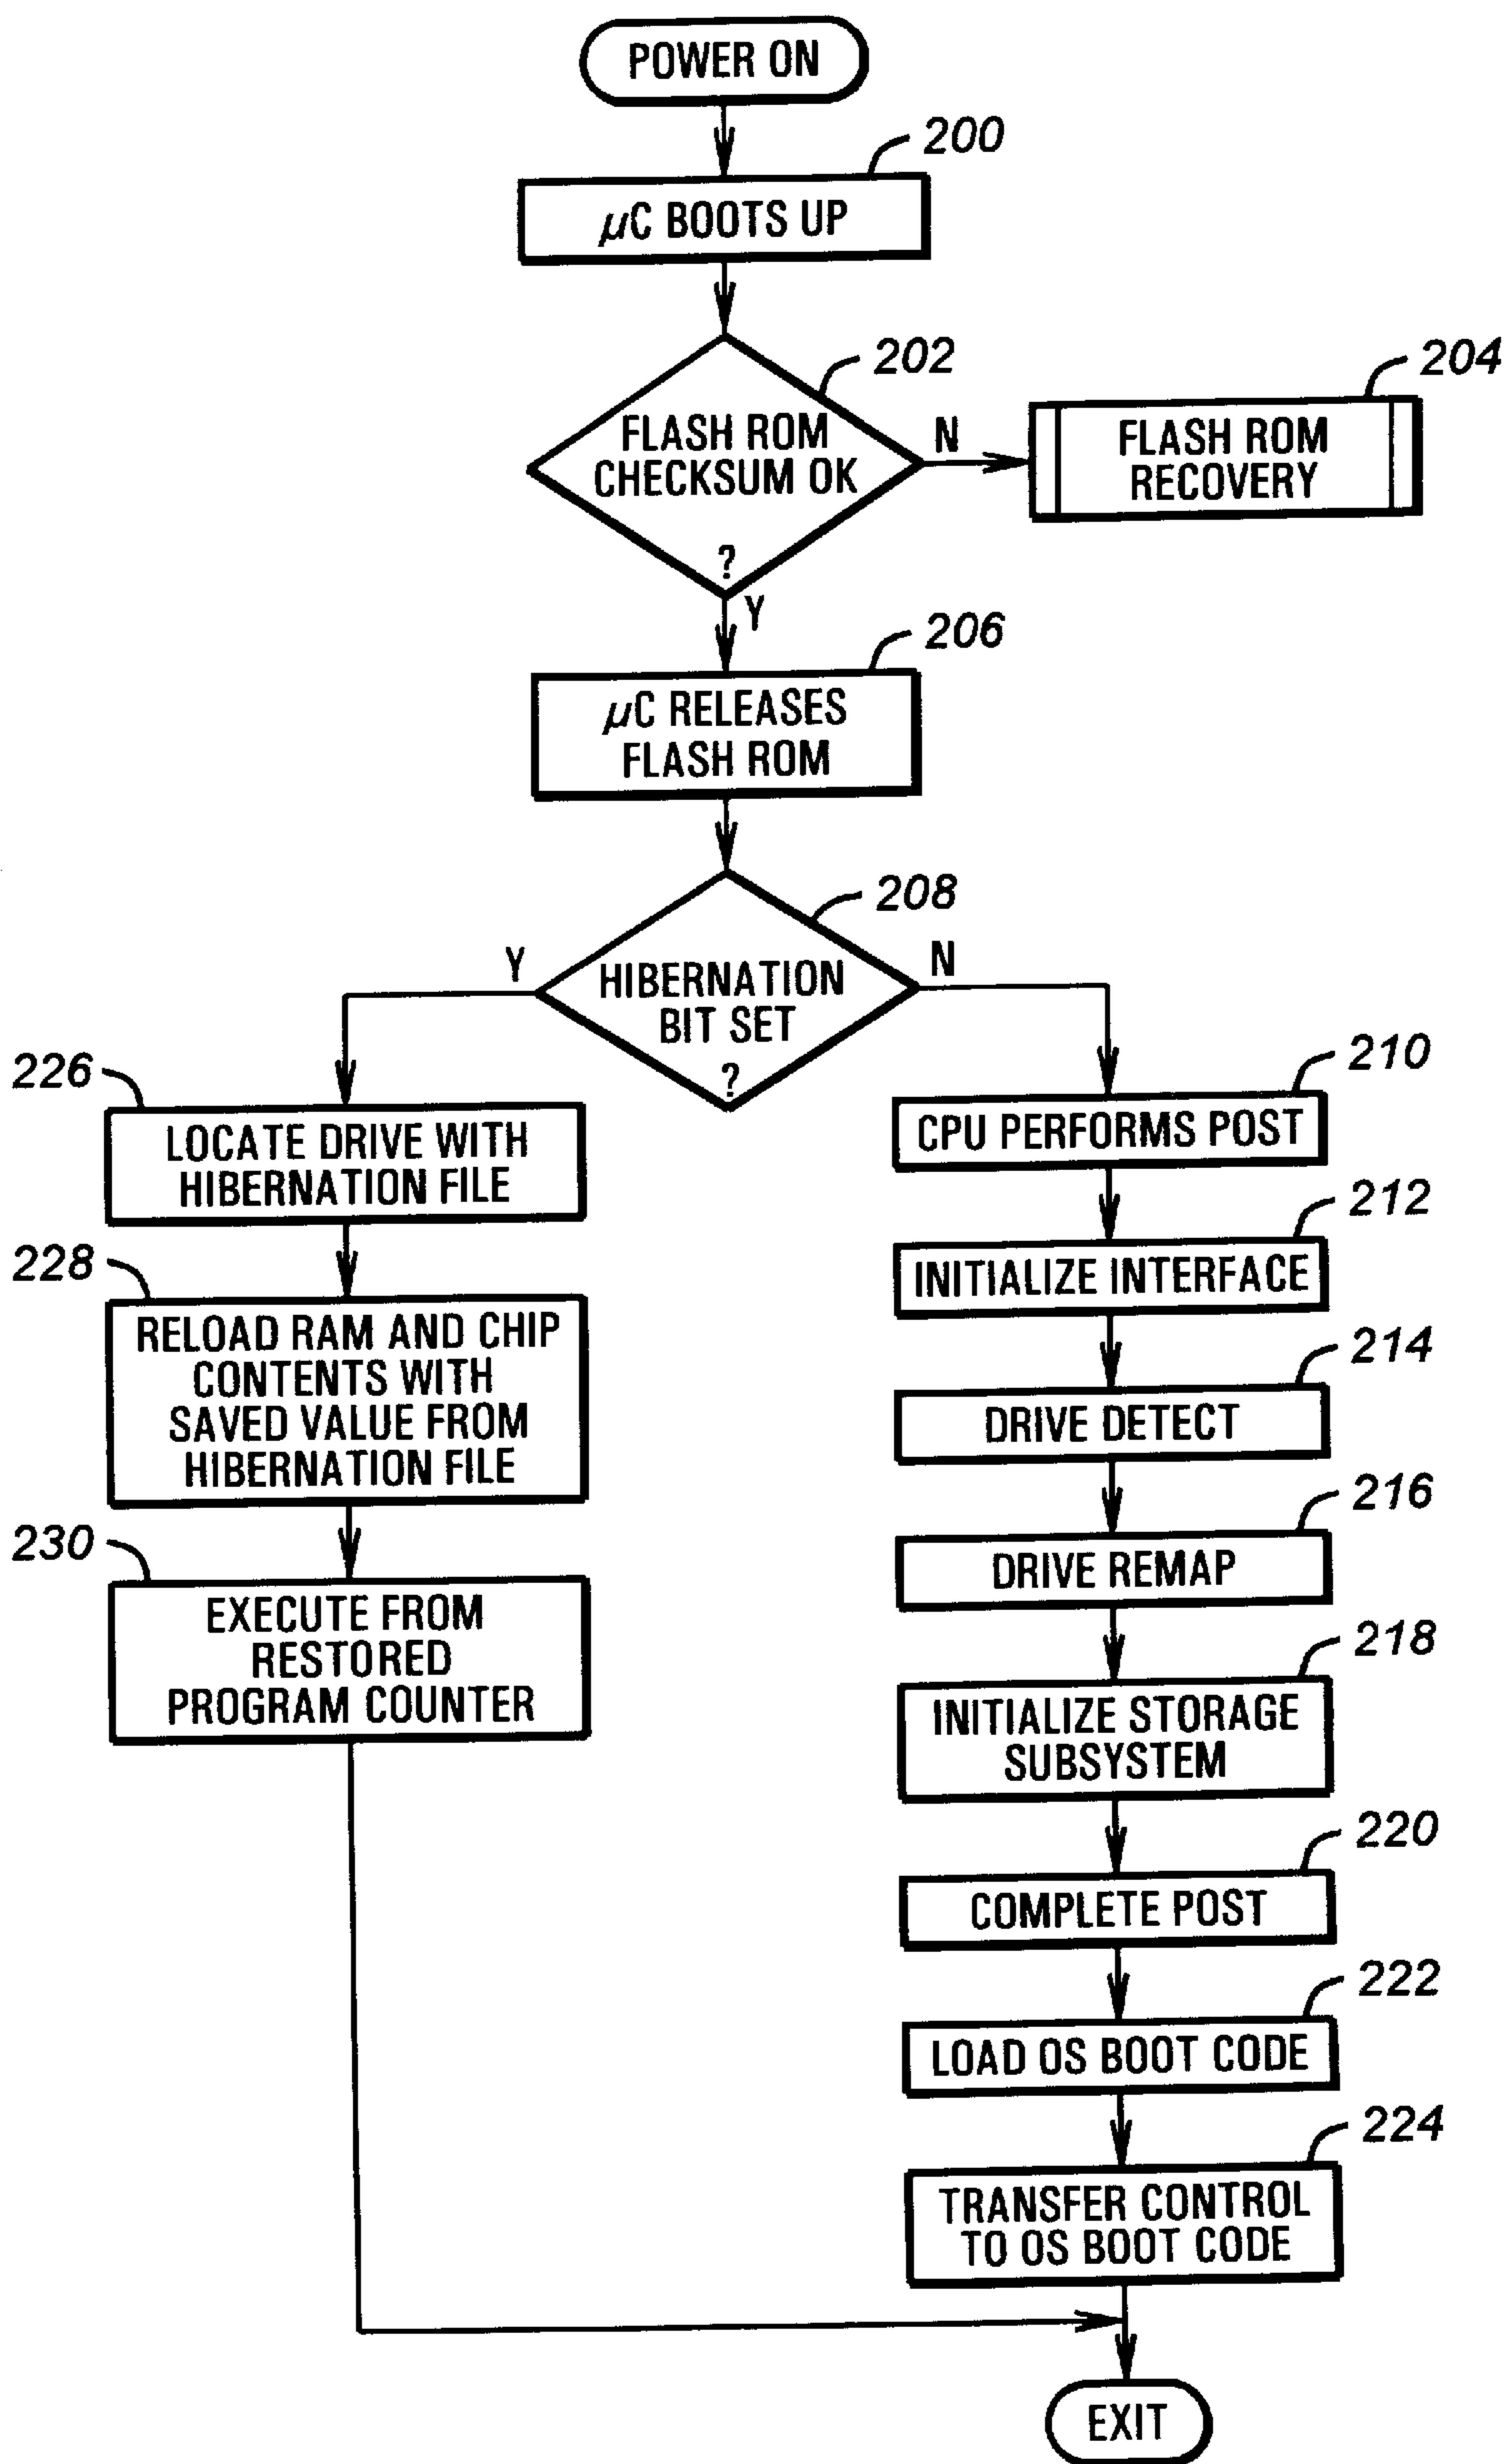 POWER ON
200
µC BOOTS UP
202
204
FLASH ROM
CHECKSUM OK
?
N
FLASH ROM
RECOVERY
Y
206
µC RELEASES
FLASH ROM
208
HIBERNATION
BIT SET
?
Y
N
226
LOCATE DRIVE WITH
HIBERNATION FILE
228
RELOAD RAM AND CHIP
CONTENTS WITH
SAVED VALUE FROM
HIBERNATION FILE
230
EXECUTE FROM
RESTORED
PROGRAM COUNTER
210
CPU PERFORMS POST
212
INITIALIZE INTERFACE
214
DRIVE DETECT
216
DRIVE REMAP
218
INITIALIZE STORAGE
SUBSYSTEM
220
COMPLETE POST
222
LOAD OS BOOT CODE
224
TRANSFER CONTROL
TO OS BOOT CODE
EXIT